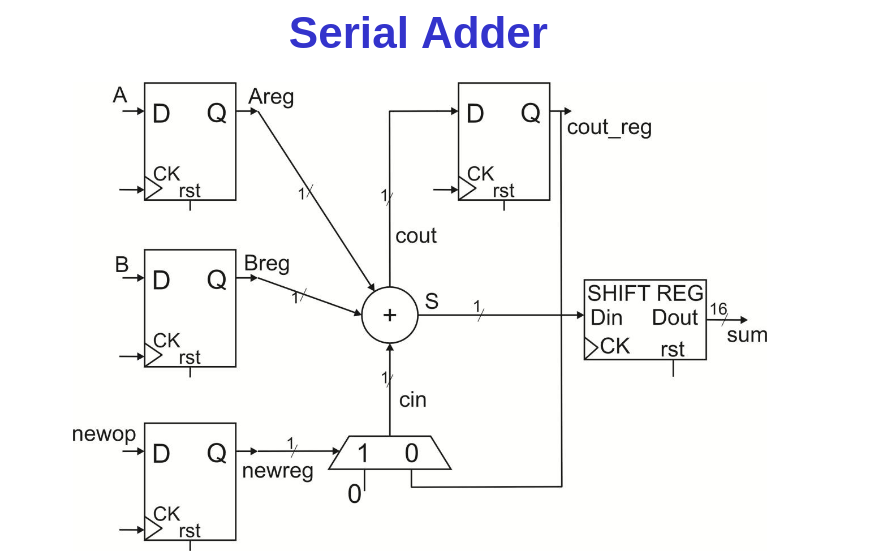 Serial Adder
A
D
Q
Areg
CK
rst
1
D
Q
cout_reg
CK
rst
1
cout
B
D
Q
Breg
CK
rst
1
+
S
1
SHIFT REG
Din
Dout
CK
rst
16
sum
1
cin
newop
D
Q
newreg
CK
rst
1
1
0
0